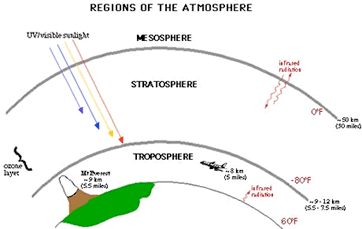 REGIONS OF THE ATMOSPHERE
UV/visible sunlight
MESOSPHERE
infrared
radiation
STRATOSPHERE
0°F
~50 km
(50 miles)
TROPOSPHERE
ozone
layer
Mt Everest
~9 km
(5.5 miles)
~8 km
(5 miles)
-80°F
infrared
radiation
~9 - 12 km
(5.5 - 7.5 miles)
60°F